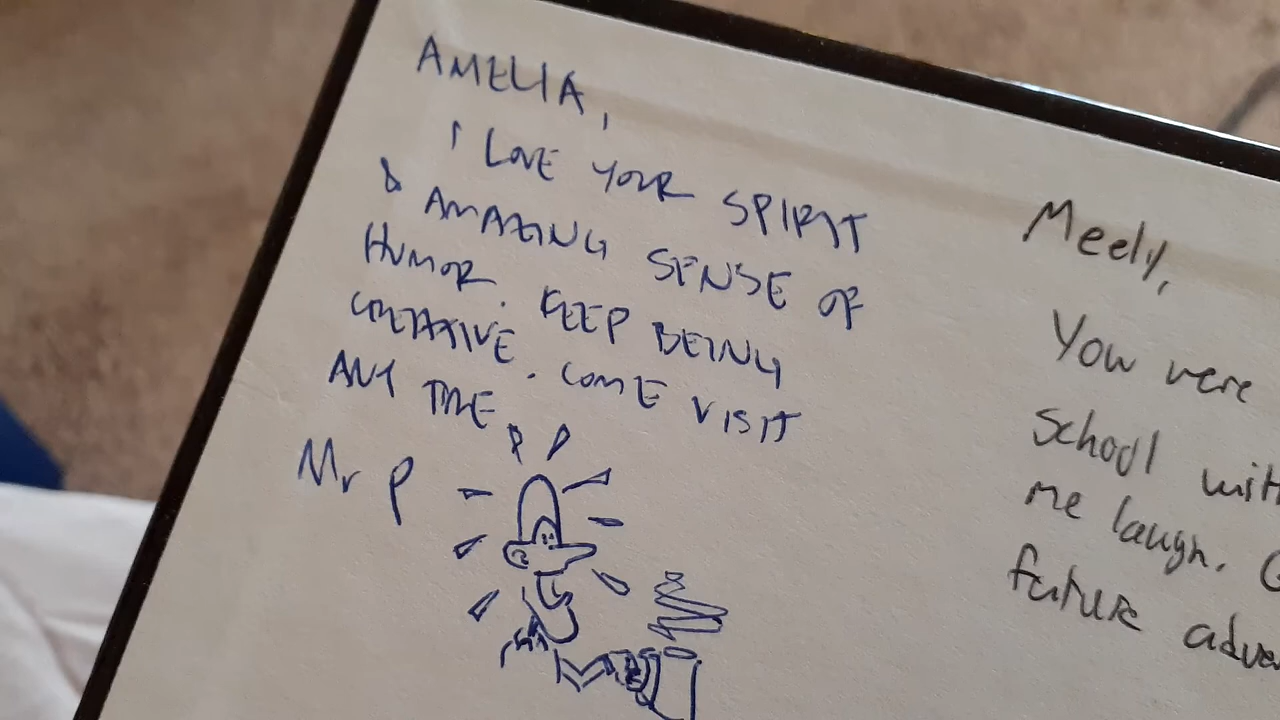 AMELIA,
I LOVE YOUR SPIRIT
& AMAZING SENSE OF
HUMOR. KEEP BEING
CREATIVE. COME VISIT
ANY TIME
Mr P
Meely,
You were
School with
me laugh.
future